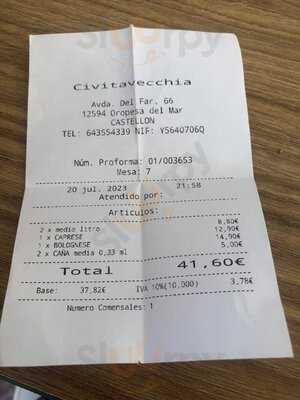 Civitavecchia
Avda. Del Far, 66
12594 Oropesa del Mar
CASTELLON
TEL: 643554339 NIF: Y5640706Q
Núm. Proforma: 01/003653
Mesa: 7
20 jul. 2023 21:58
Atendido por:
Artículos:
2 x medio litro 8,80€
1 x CAPRESE 12,90€
1 x BOLOGNESE 14,90€
2 x CAÑA media 0,33 ml 5,00€
Total 41,60€
Base: 37,82€ IVA 10%(10,000) 3,78€
Numero Comensales: 1